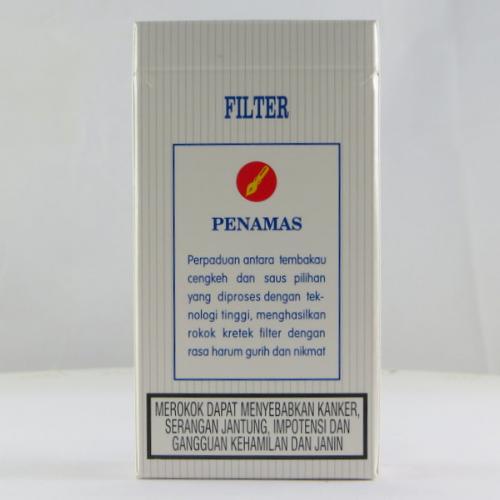 FILTER
PENAMAS
Perpaduan antara tembakau
cengkeh dan saus pilihan
yang diproses dengan tek-
nologi tinggi, menghasilkan
rokok kretek filter dengan
rasa harum gurih dan nikmat
MEROKOK DAPAT MENYEBABKAN KANKER,
SERANGAN JANTUNG, IMPOTENSI DAN
GANGGUAN KEHAMILAN DAN JANIN